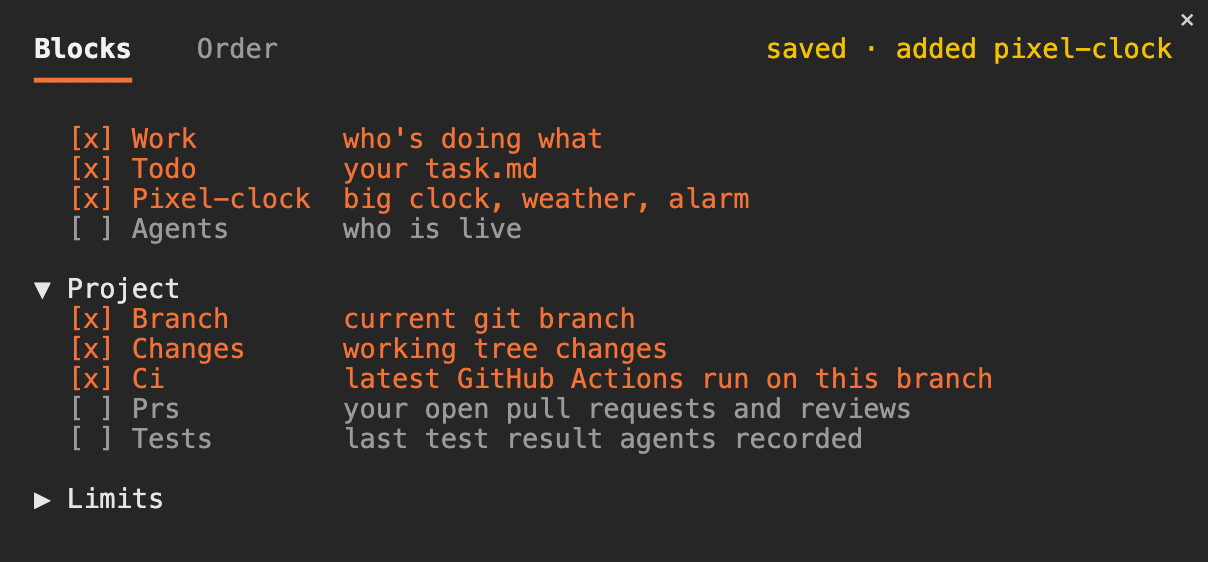 ×
Blocks Order saved · added pixel-clock
[x] Work who's doing what
[x] Todo your task.md
[x] Pixel-clock big clock, weather, alarm
[ ] Agents who is live
▼ Project
[x] Branch current git branch
[x] Changes working tree changes
[x] Ci latest GitHub Actions run on this branch
[ ] Prs your open pull requests and reviews
[ ] Tests last test result agents recorded
▶ Limits